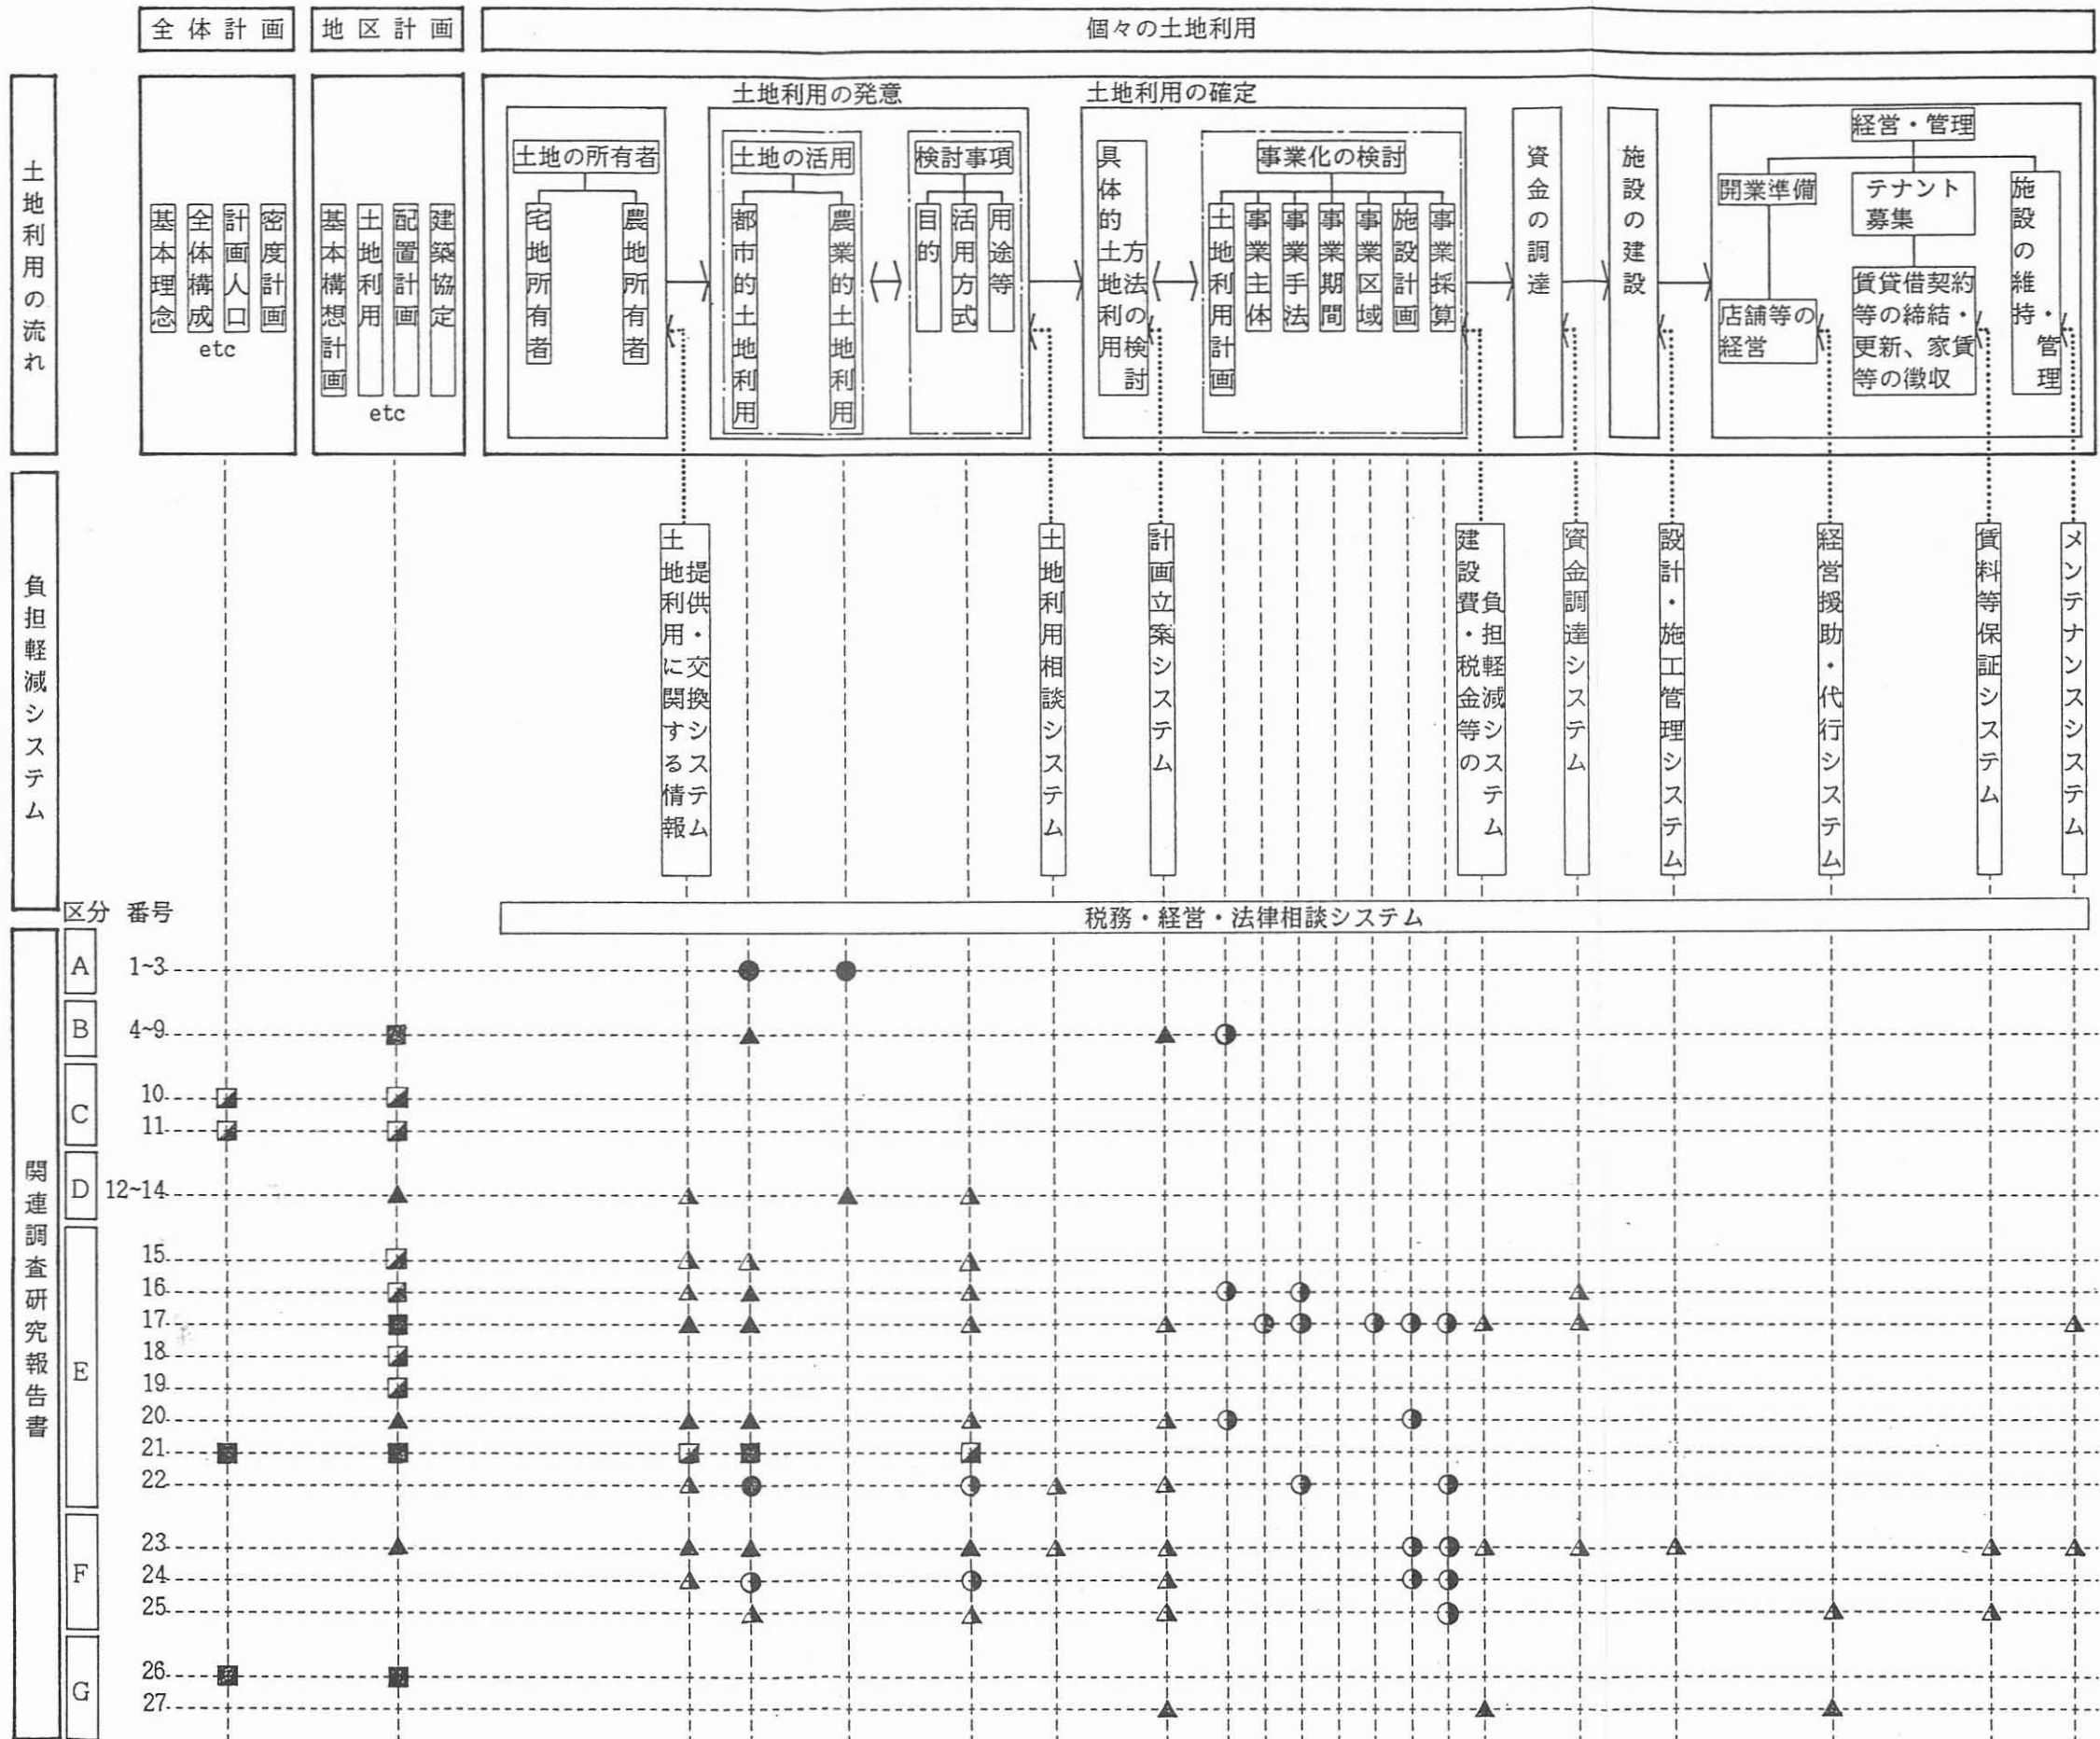 全体計画
地区計画
個々の土地利用
土地利用の流れ
基本理念
全体構成
計画人口
密度計画
etc
基本構想計画
土地利用
配置計画
建築協定
etc
土地の所有者
宅地所有者
農地所有者
土地利用の発意
土地の活用
都市的土地利用
農業的土地利用
検討事項
目的
活用方式
用途等
土地利用の確定
具体的土地利用
方法の検討
事業化の検討
土地利用計画
事業主体
事業手法
事業期間
事業区域
施設計画
事業採算
資金の調達
施設の建設
経営・管理
開業準備
店舗等の
経営
テナント
募集
賃貸借契約
等の締結・
更新、家賃
等の徴収
施設の維持・
管理
負担軽減システム
土地利用に関する情報
提供・交換システム
土地利用相談システム
計画立案システム
建設費・税金等の
負担軽減システム
資金調達システム
設計・施工管理システム
経営援助・代行システム
賃料等保証システム
メンテナンスシステム
税務・経営・法律相談システム
区分 番号
関連調査研究報告書
A 1~3
B 4~9
C
10
11
D 12~14
E
15
16
17
18
19
20
21
22
F
23
24
25
G
26
27